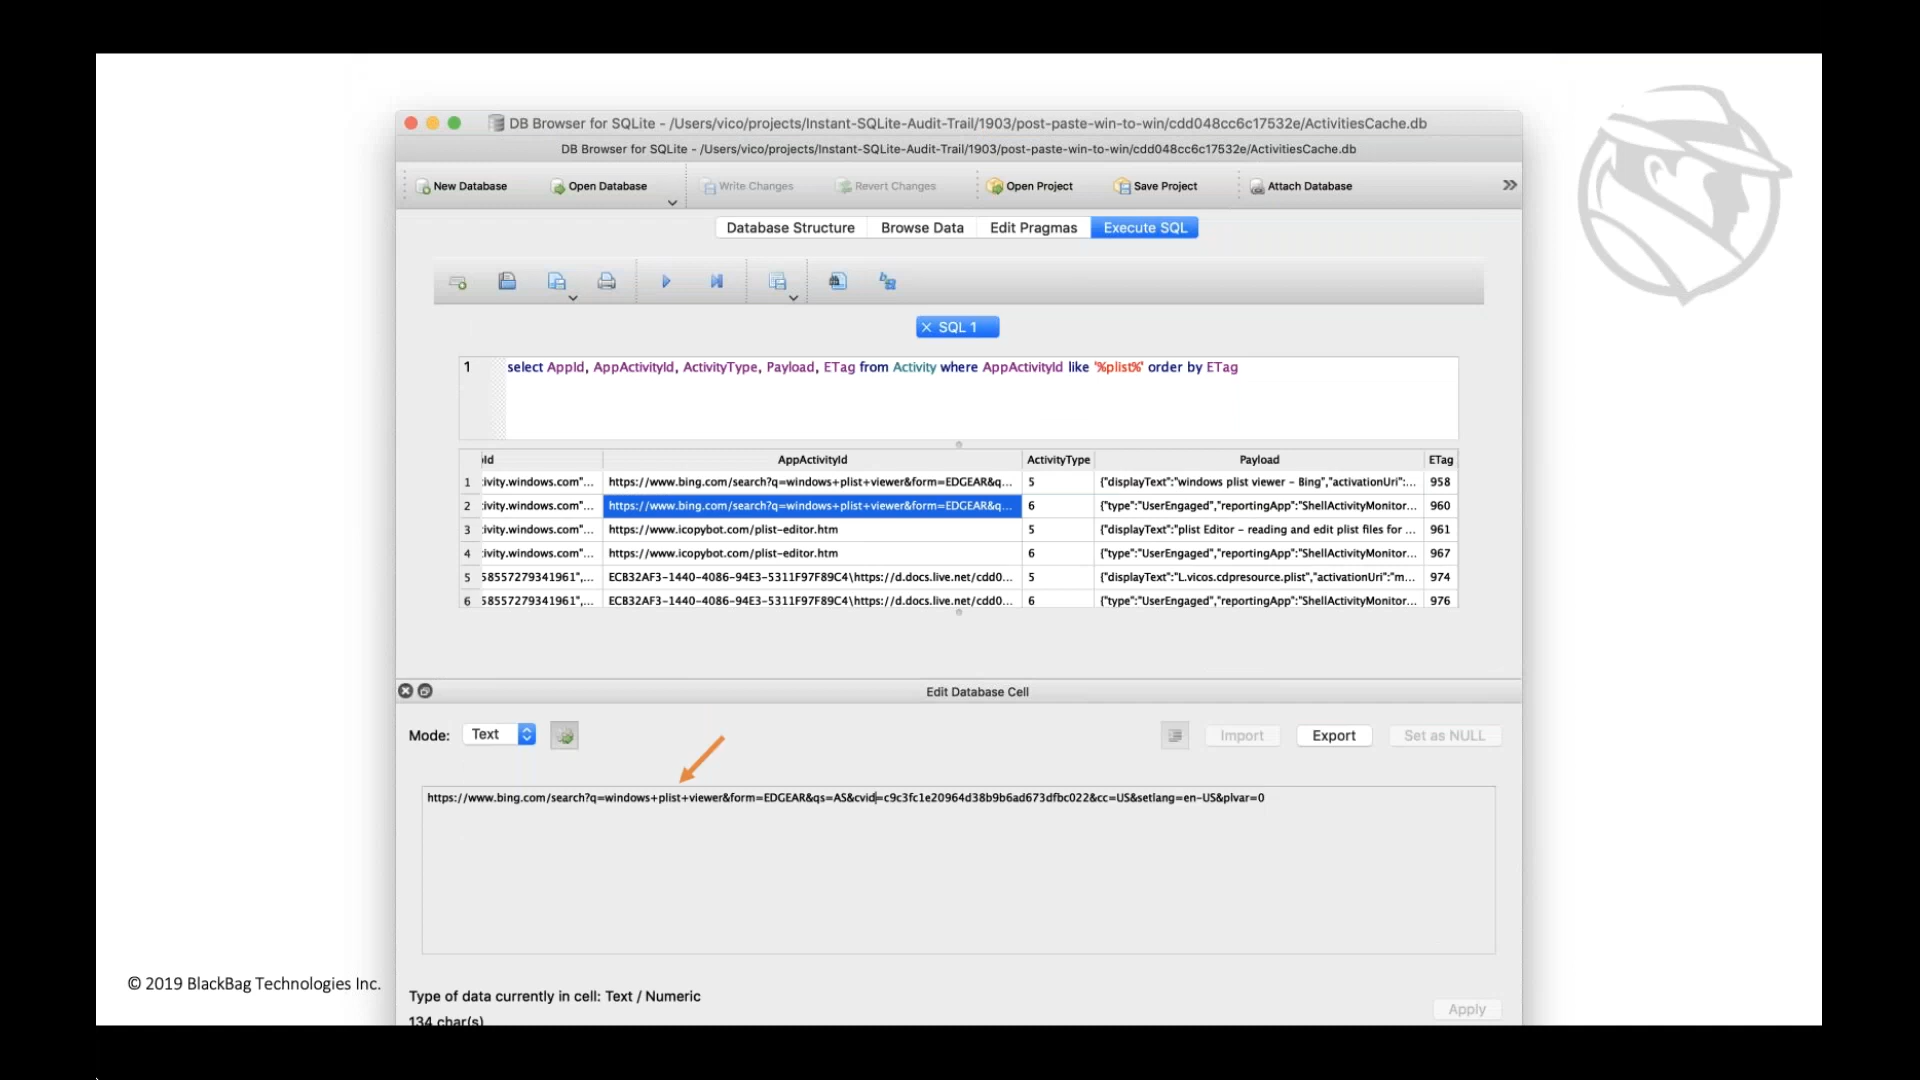 DB Browser for SQLite - /Users/vico/projects/Instant-SQLite-Audit-Trail/1903/post-paste-win-to-win/cdd048cc6c17532e/ActivitiesCache.db
DB Browser for SQLite - /Users/vico/projects/Instant-SQLite-Audit-Trail/1903/post-paste-win-to-win/cdd048cc6c17532e/ActivitiesCache.db
New Database Open Database Write Changes Revert Changes Open Project Save Project Attach Database »
Database Structure Browse Data Edit Pragmas Execute SQL
SQL 1
1 select AppId, AppActivityId, ActivityType, Payload, ETag from Activity where AppActivityId like '%plist%' order by ETag
Id AppActivityId ActivityType Payload ETag
1 ivity.windows.com"... https://www.bing.com/search?q=windows+plist+viewer&form=EDGEAR&q... 5 {"displayText":"windows plist viewer - Bing","activationUri":... 958
2 ivity.windows.com"... https://www.bing.com/search?q=windows+plist+viewer&form=EDGEAR&q... 6 {"type":"UserEngaged","reportingApp":"ShellActivityMonitor... 960
3 ivity.windows.com"... https://www.icopybot.com/plist-editor.htm 5 {"displayText":"plist Editor - reading and edit plist files for ... 961
4 ivity.windows.com"... https://www.icopybot.com/plist-editor.htm 6 {"type":"UserEngaged","reportingApp":"ShellActivityMonitor... 967
5 58557279341961",... ECB32AF3-1440-4086-94E3-5311F97F89C4\https://d.docs.live.net/cdd0... 5 {"displayText":"L.vicos.cdpresource.plist","activationUri":"m... 974
6 58557279341961",... ECB32AF3-1440-4086-94E3-5311F97F89C4\https://d.docs.live.net/cdd0... 6 {"type":"UserEngaged","reportingApp":"ShellActivityMonitor... 976
Edit Database Cell
Mode: Text Import Export Set as NULL
https://www.bing.com/search?q=windows+plist+viewer&form=EDGEAR&qs=AS&cvid=c9c3fc1e20964d38b9b6ad673dfbc022&cc=US&setlang=en-US&plvar=0
© 2019 BlackBag Technologies Inc.
Type of data currently in cell: Text / Numeric
134 char(s)
Apply